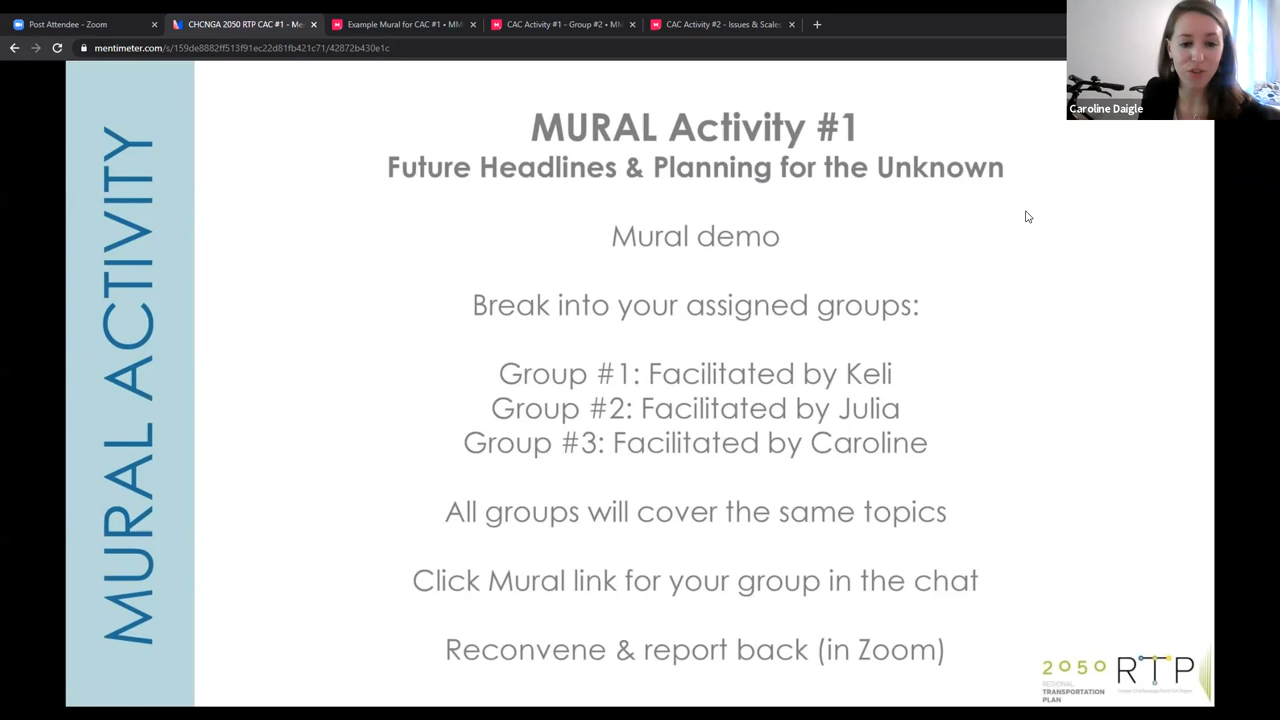 Post Attendee - Zoom
CHCNGA 2050 RTP CAC #1 - Me
Example Mural for CAC #1 • M
CAC Activity #1 - Group #2 • M
CAC Activity #2 - Issues & Scales
mentimeter.com/s/159de8882ff513f91ec22d81fb421c71/42872b430e1c
Caroline Daigle
MURAL ACTIVITY
MURAL Activity #1
Future Headlines & Planning for the Unknown
Mural demo
Break into your assigned groups:
Group #1: Facilitated by Keli
Group #2: Facilitated by Julia
Group #3: Facilitated by Caroline
All groups will cover the same topics
Click Mural link for your group in the chat
Reconvene & report back (in Zoom)
2050
REGIONAL
TRANSPORTATION
PLAN
RTP